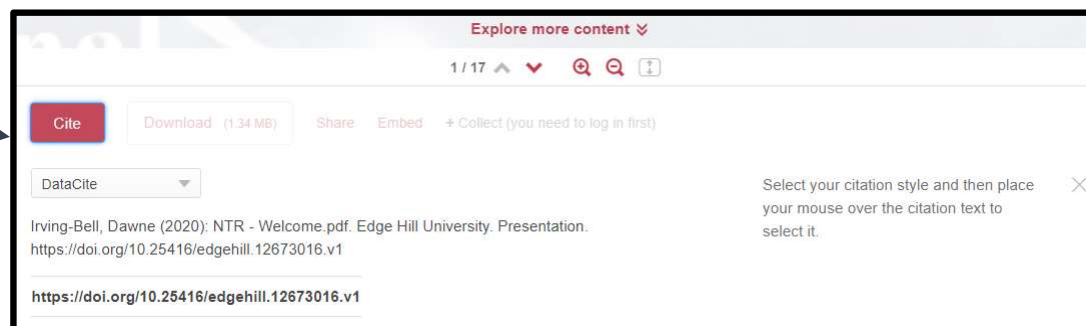 Explore more content
1 / 17
Cite Download (1.34 MB) Share Embed + Collect (you need to log in first)
DataCite
Select your citation style and then place
your mouse over the citation text to
select it.
Irving-Bell, Dawne (2020): NTR - Welcome.pdf. Edge Hill University. Presentation.
https://doi.org/10.25416/edgehill.12673016.v1
https://doi.org/10.25416/edgehill.12673016.v1